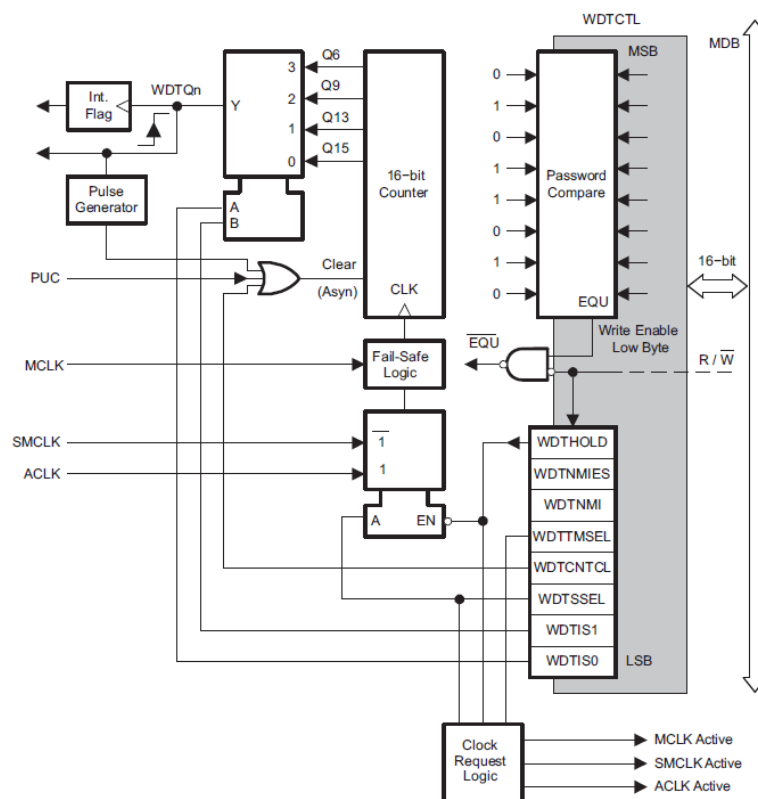 WDTCTL
MDB
MSB
Int.
Flag
WDTQn
Y
3
2
1
0
Q6
Q9
Q13
Q15
16−bit
Counter
CLK
A
B
Pulse
Generator
PUC
Clear
(Asyn)
0
1
0
1
1
0
1
0
Password
Compare
EQU
16−bit
Write Enable
Low Byte
EQU
R / W
MCLK
Fail-Safe
Logic
SMCLK
ACLK
1
1
A
EN
WDTHOLD
WDTNMIES
WDTNMI
WDTTMSEL
WDTCNTCL
WDTSSEL
WDTIS1
WDTIS0
LSB
Clock
Request
Logic
MCLK Active
SMCLK Active
ACLK Active